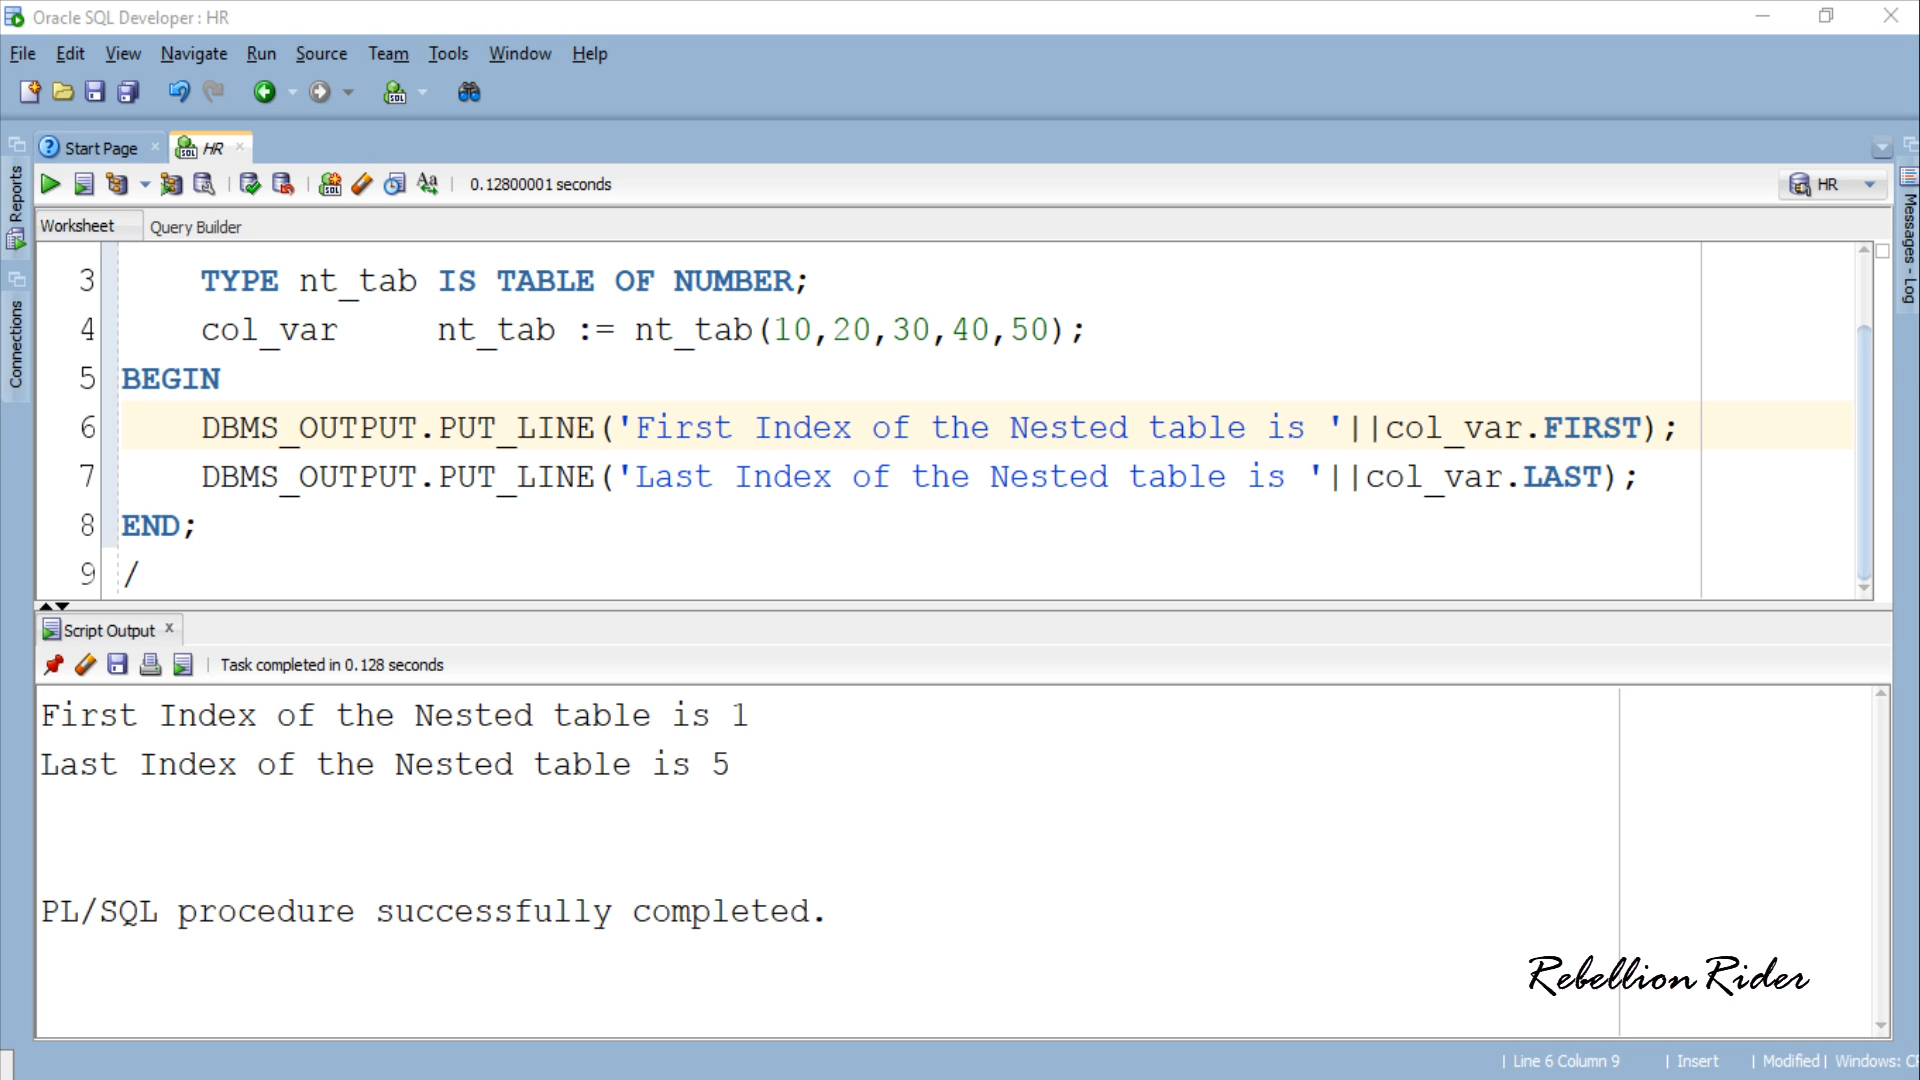 Oracle SQL Developer : HR
File Edit View Navigate Run Source Team Tools Window Help
Start Page HR
0.12800001 seconds
HR
Worksheet Query Builder
Reports
Connections
Messages - Log
3 TYPE nt_tab IS TABLE OF NUMBER;
4 col_var nt_tab := nt_tab(10,20,30,40,50);
5 BEGIN
6 DBMS_OUTPUT.PUT_LINE('First Index of the Nested table is '||col_var.FIRST);
7 DBMS_OUTPUT.PUT_LINE('Last Index of the Nested table is '||col_var.LAST);
8 END;
9 /
Script Output
Task completed in 0.128 seconds
First Index of the Nested table is 1
Last Index of the Nested table is 5
PL/SQL procedure successfully completed.
Rebellion Rider
| Line 6 Column 9 | Insert | Modified | Windows: